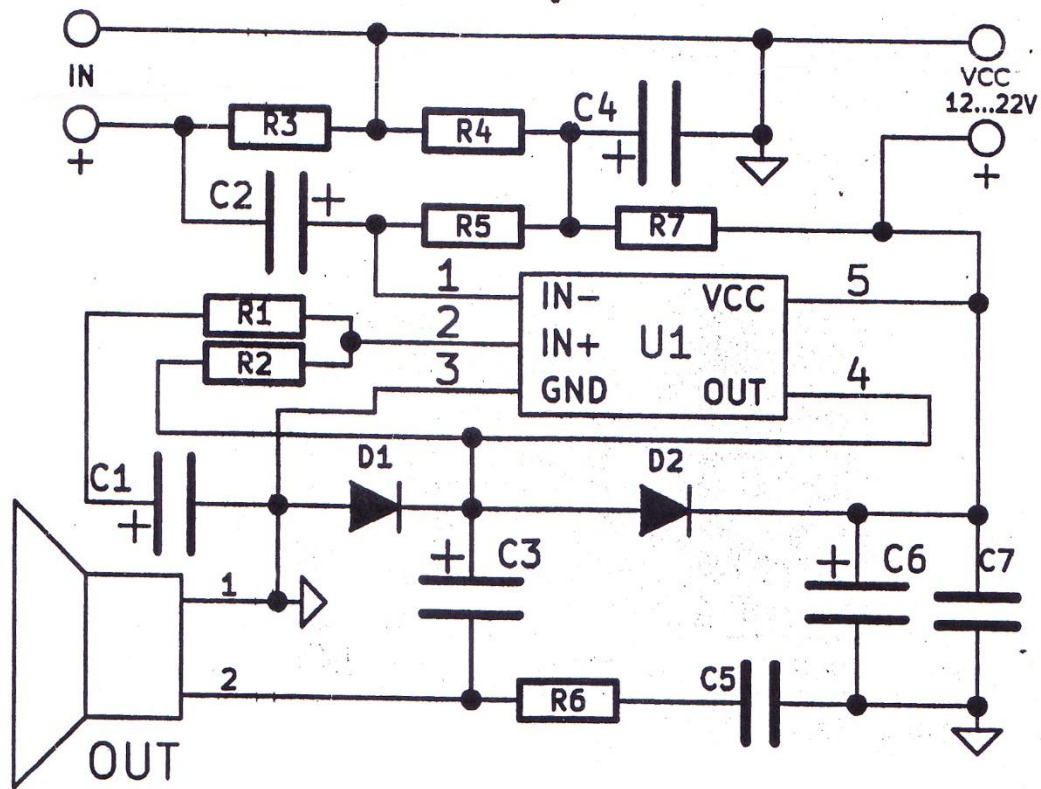 IN
+
R3
R4
C4
+
VCC
12...22V
+
C2
+
R5
R7
1
2
3
IN-
IN+
GND
U1
VCC
OUT
5
4
R1
R2
C1
+
D1
D2
+
C3
+
C6
C7
1
2
R6
C5
OUT